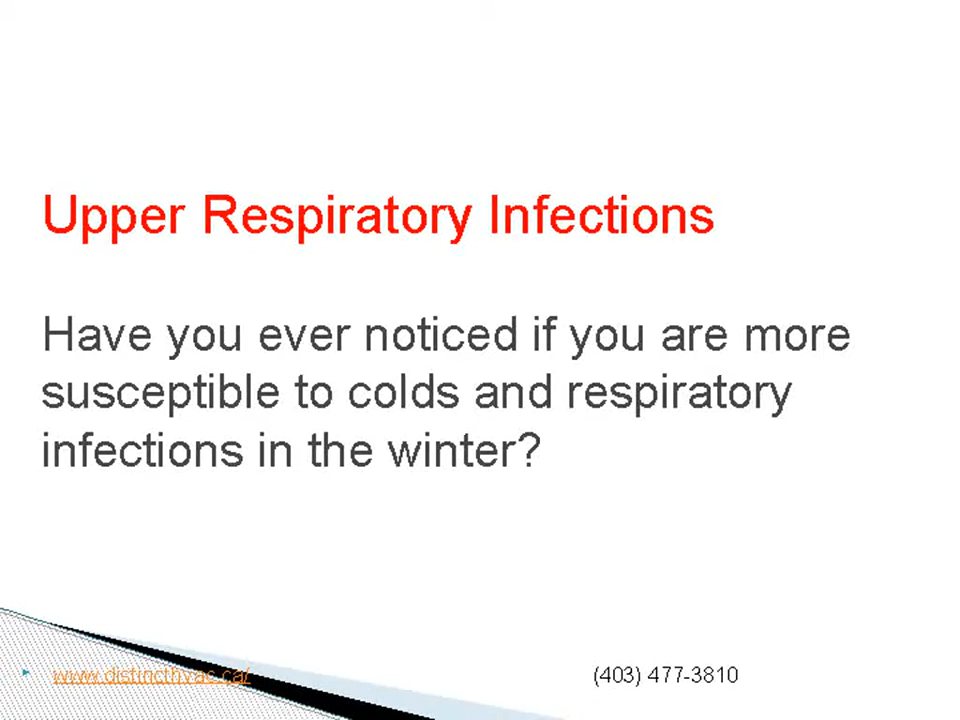 Upper Respiratory Infections
Have you ever noticed if you are more
susceptible to colds and respiratory
infections in the winter?
www.distincthvac.ca/
(403) 477-3810